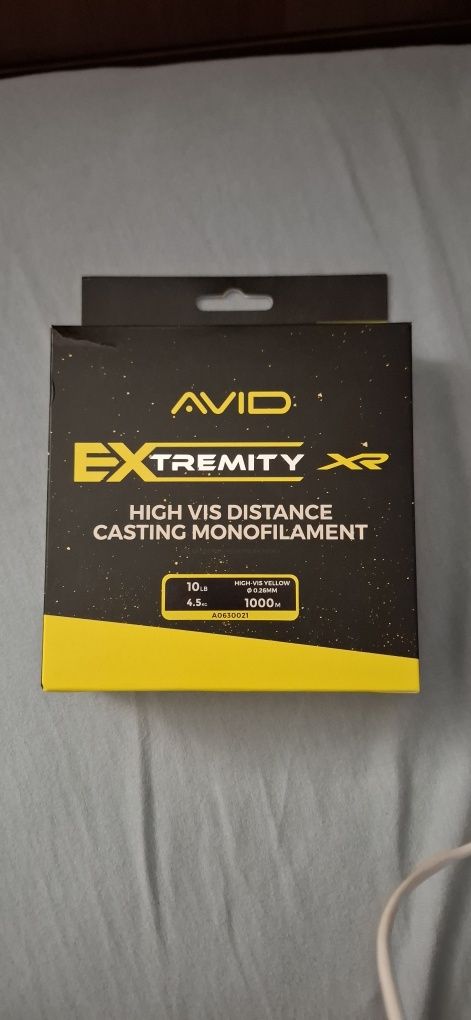 AVID
EXTREMITY XR
HIGH VIS DISTANCE
CASTING MONOFILAMENT
10LB HIGH-VIS YELLOW
Ø 0.26MM
4.5KG 1000M
A0630021